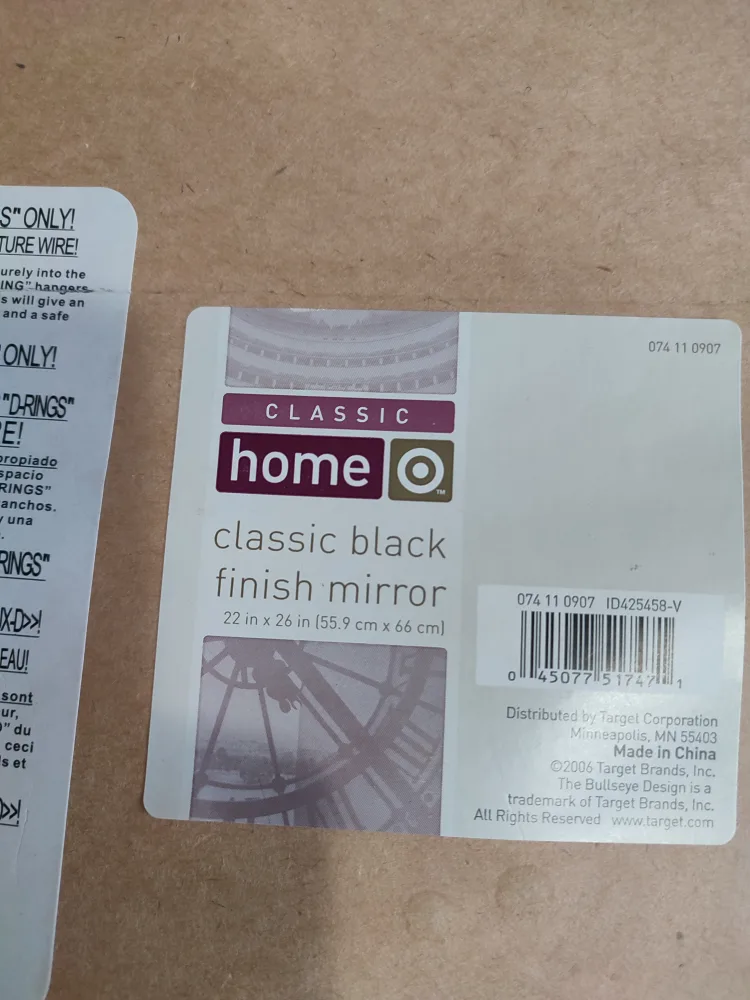 S" ONLY!
TURE WIRE!
urely into the
ING" hangers
s will give an
and a safe
ONLY!
"D-RINGS"
E!
propiado
spacio
RINGS"
anchos.
y una
RINGS"
IX-D>>!
EAU!
sont
ur,
" du
ceci
ls et
>>!
074 11 0907
CLASSIC
home
TM
classic black
finish mirror
22 in x 26 in (55.9 cm x 66 cm)
074 11 0907 ID425458-V
0 45077 51747 1
Distributed by Target Corporation
Minneapolis, MN 55403
Made in China
©2006 Target Brands, Inc.
The Bullseye Design is a
trademark of Target Brands, Inc.
All Rights Reserved www.target.com